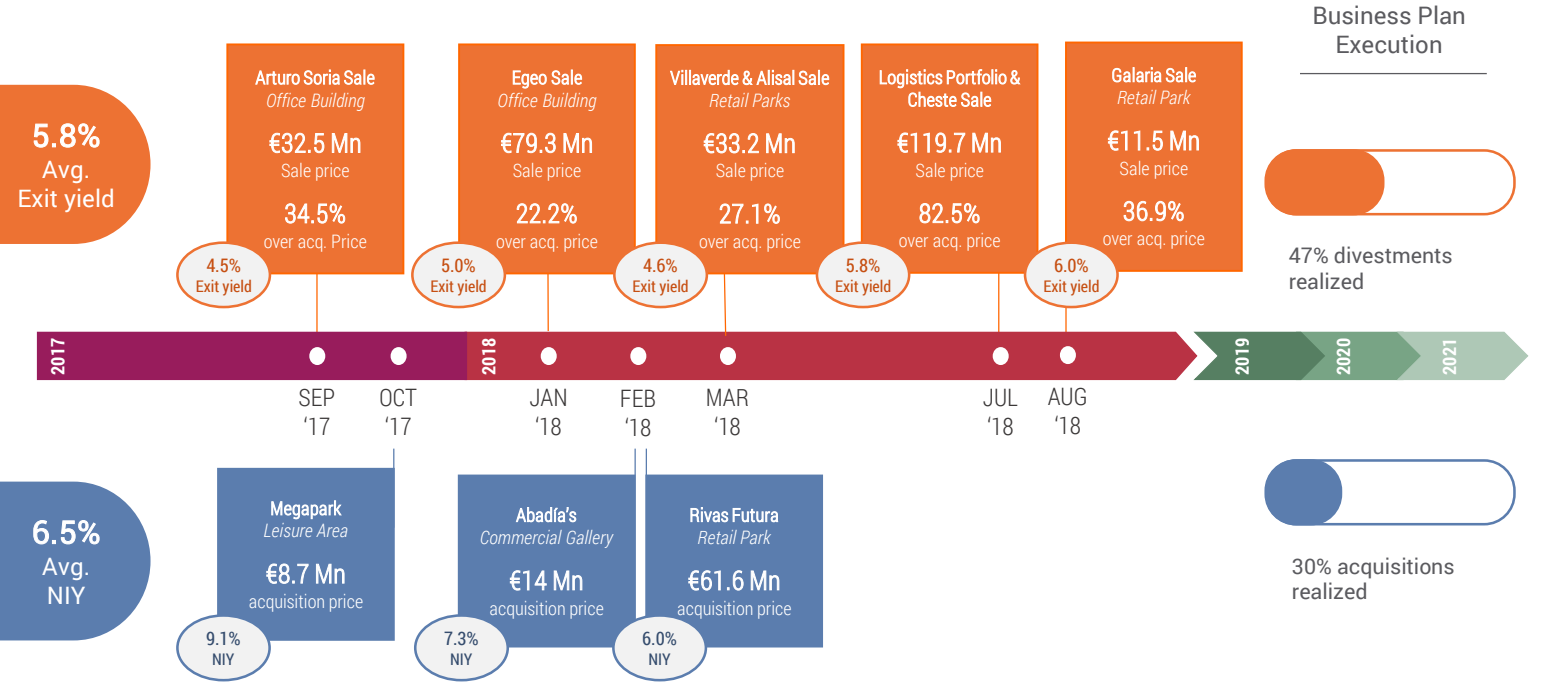 Business Plan
Execution
5.8%
Avg.
Exit yield
Arturo Soria Sale
Office Building
€32.5 Mn
Sale price
34.5%
over acq. Price
4.5%
Exit yield
Egeo Sale
Office Building
€79.3 Mn
Sale price
22.2%
over acq. price
5.0%
Exit yield
Villaverde & Alisal Sale
Retail Parks
€33.2 Mn
Sale price
27.1%
over acq. price
4.6%
Exit yield
Logistics Portfolio &
Cheste Sale
€119.7 Mn
Sale price
82.5%
over acq. price
5.8%
Exit yield
Galaria Sale
Retail Park
€11.5 Mn
Sale price
36.9%
over acq. price
6.0%
Exit yield
47% divestments
realized
2017
2018
2019
2020
2021
SEP
‘17
OCT
‘17
JAN
‘18
FEB
‘18
MAR
‘18
JUL
‘18
AUG
‘18
6.5%
Avg.
NIY
Megapark
Leisure Area
€8.7 Mn
acquisition price
9.1%
NIY
Abadía’s
Commercial Gallery
€14 Mn
acquisition price
7.3%
NIY
Rivas Futura
Retail Park
€61.6 Mn
acquisition price
6.0%
NIY
30% acquisitions
realized